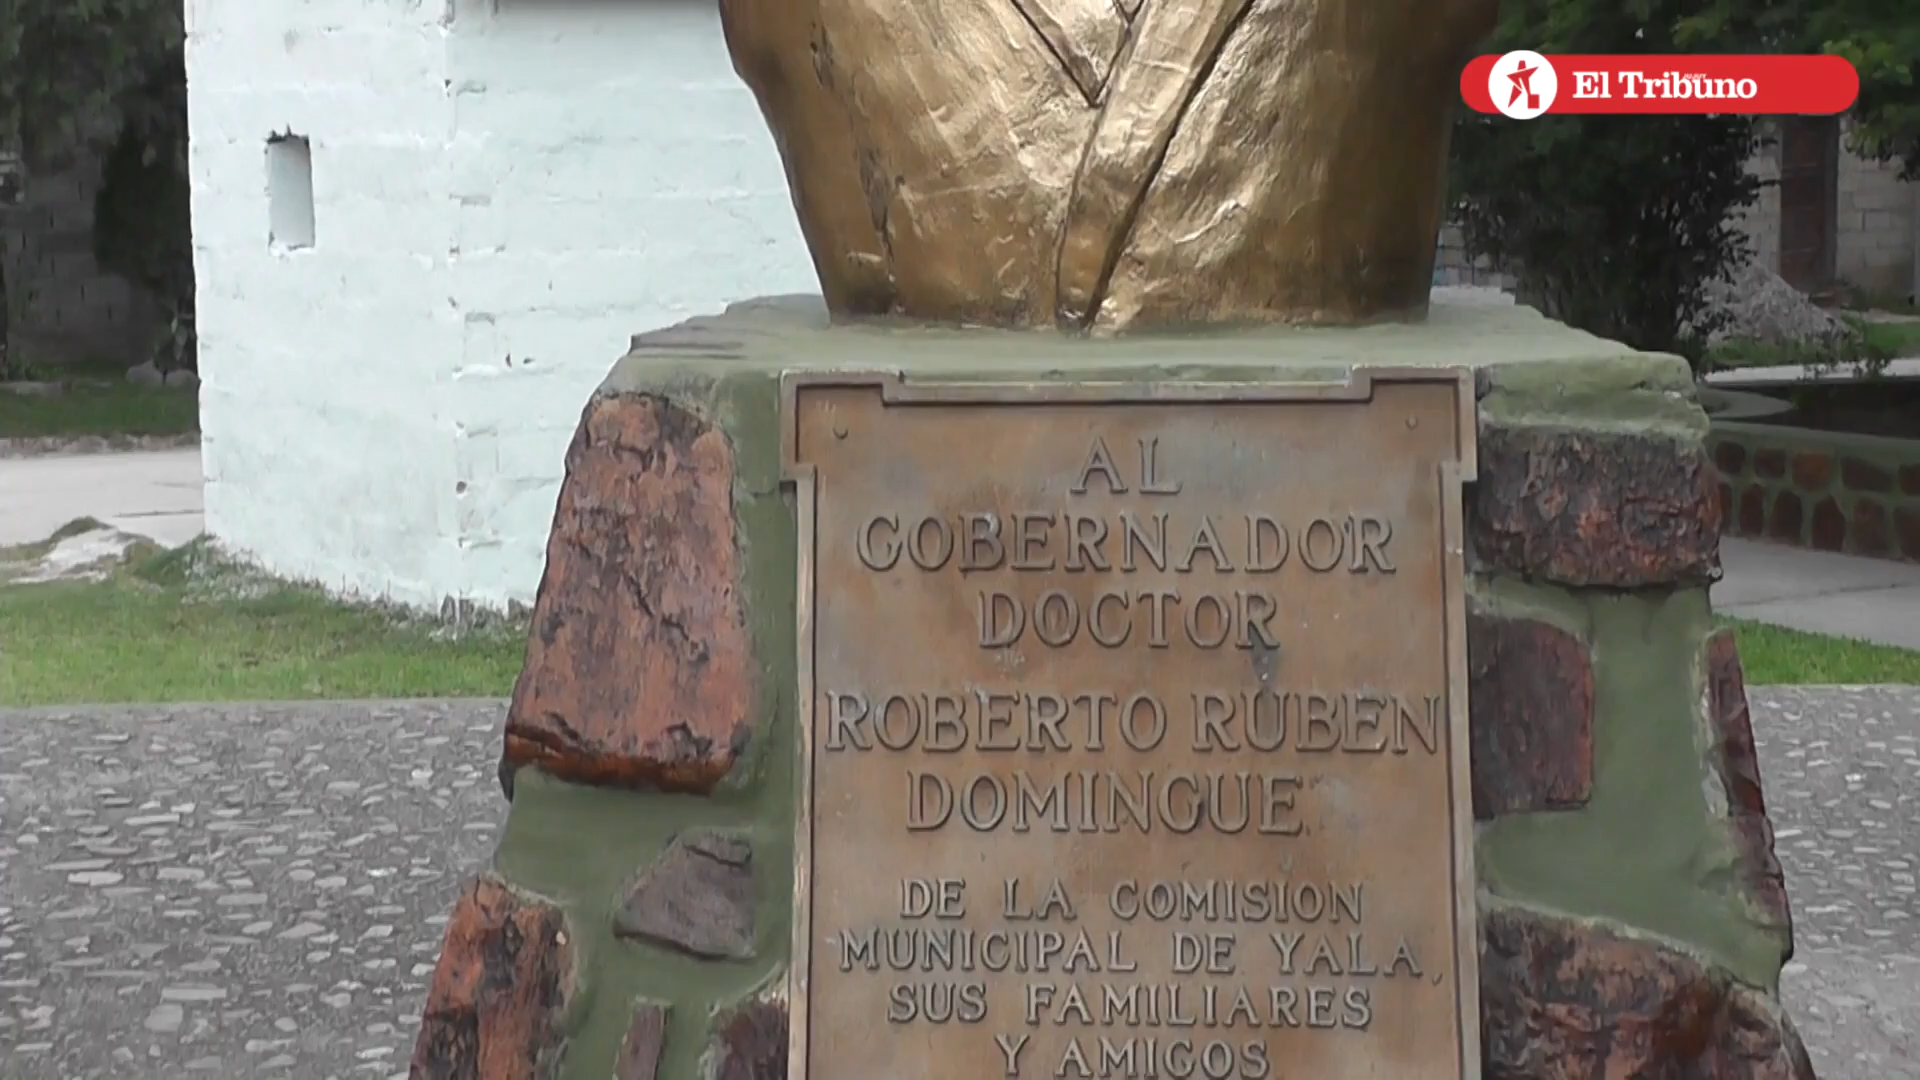 El Tribuno
AL
GOBERNADOR
DOCTOR
ROBERTO RUBEN
DOMINGUE
DE LA COMISION
MUNICIPAL DE YALA,
SUS FAMILIARES
Y AMIGOS